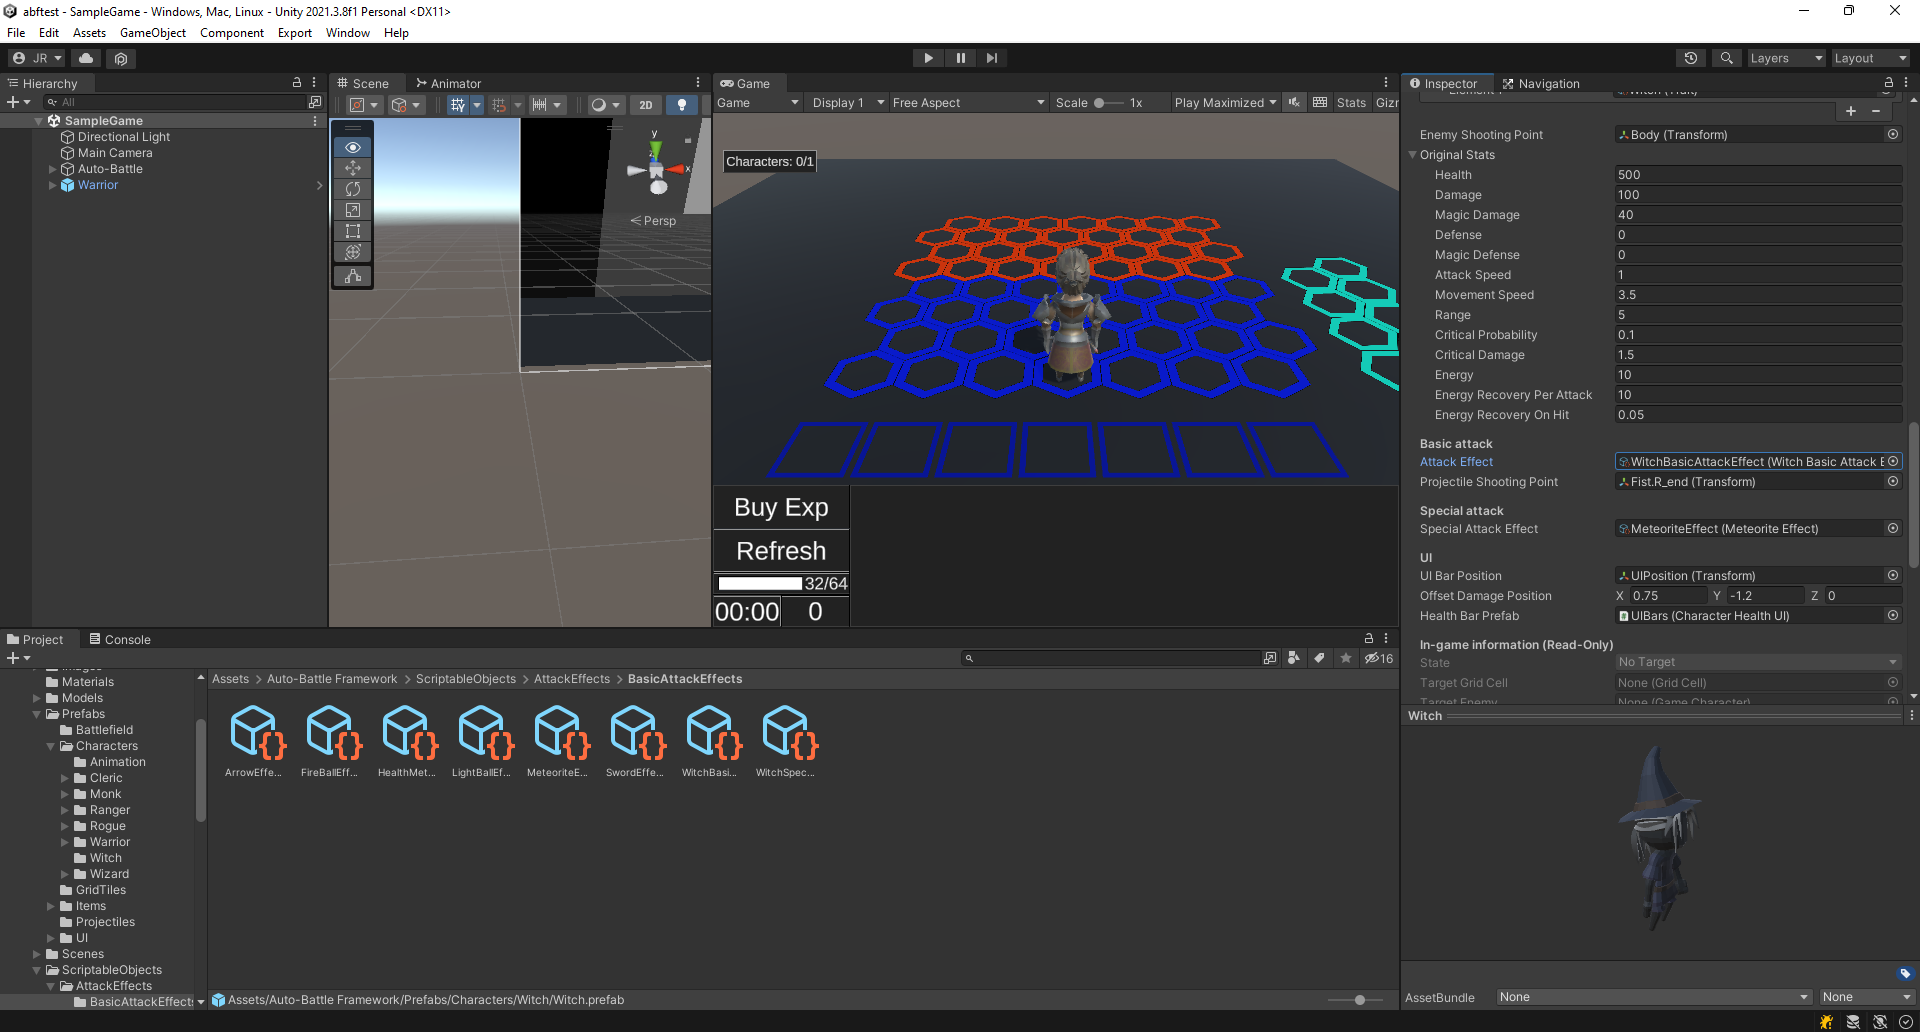 abftest - SampleGame - Windows, Mac, Linux - Unity 2021.3.8f1 Personal <DX11>
File Edit Assets GameObject Component Export Window Help
JR
Layers
Layout
Hierarchy
All
SampleGame
Directional Light
Main Camera
Auto-Battle
Warrior
Scene
Animator
2D
y
x
Persp
Game
Game
Display 1
Free Aspect
Scale
1x
Play Maximized
Stats
Giz
Characters: 0/1
Buy Exp
Refresh
32/64
00:00
0
Inspector
Navigation
Enemy Shooting Point
Body (Transform)
Original Stats
Health 500
Damage 100
Magic Damage 40
Defense 0
Magic Defense 0
Attack Speed 1
Movement Speed 3.5
Range 5
Critical Probability 0.1
Critical Damage 1.5
Energy 10
Energy Recovery Per Attack 10
Energy Recovery On Hit 0.05
Basic attack
Attack Effect WitchBasicAttackEffect (Witch Basic Attack E
Projectile Shooting Point Fist.R_end (Transform)
Special attack
Special Attack Effect MeteoriteEffect (Meteorite Effect)
UI
UI Bar Position UIPosition (Transform)
Offset Damage Position X 0.75 Y -1.2 Z 0
Health Bar Prefab UIBars (Character Health UI)
In-game information (Read-Only)
State No Target
Target Grid Cell None (Grid Cell)
Target Enemy None (Game Character)
Witch
AssetBundle None None
Project
Console
16
Images
Materials
Models
Prefabs
Battlefield
Characters
Animation
Cleric
Monk
Ranger
Rogue
Warrior
Witch
Wizard
GridTiles
Items
Projectiles
UI
Scenes
ScriptableObjects
AttackEffects
BasicAttackEffects
Assets > Auto-Battle Framework > ScriptableObjects > AttackEffects > BasicAttackEffects
ArrowEffe...
FireBallEff...
HealthMet...
LightBallEf...
MeteoriteE...
SwordEffe...
WitchBasi...
WitchSpec...
Assets/Auto-Battle Framework/Prefabs/Characters/Witch/Witch.prefab